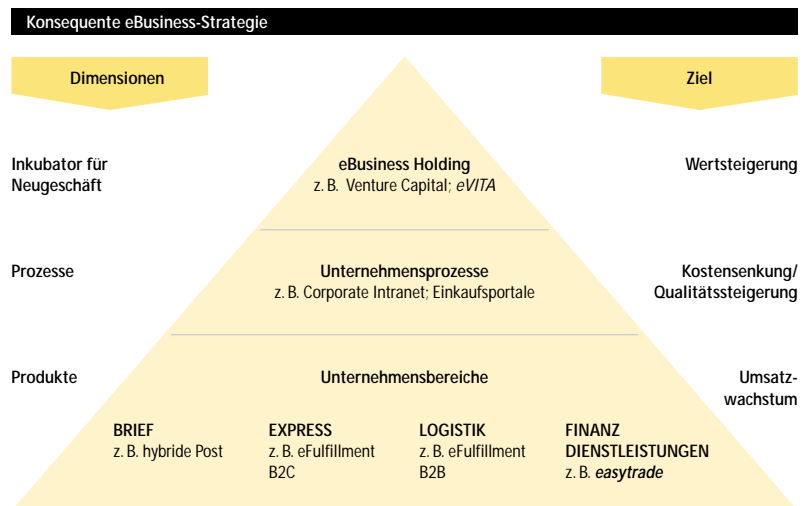 Konsequente eBusiness-Strategie
Dimensionen
Ziel
Inkubator für
Neugeschäft
eBusiness Holding
z. B. Venture Capital; eVITA
Wertsteigerung
Prozesse
Unternehmensprozesse
z. B. Corporate Intranet; Einkaufsportale
Kostensenkung/
Qualitätssteigerung
Produkte
Unternehmensbereiche
Umsatz-
wachstum
BRIEF
z. B. hybride Post
EXPRESS
z. B. eFulfillment
B2C
LOGISTIK
z. B. eFulfillment
B2B
FINANZ
DIENSTLEISTUNGEN
z. B. easytrade